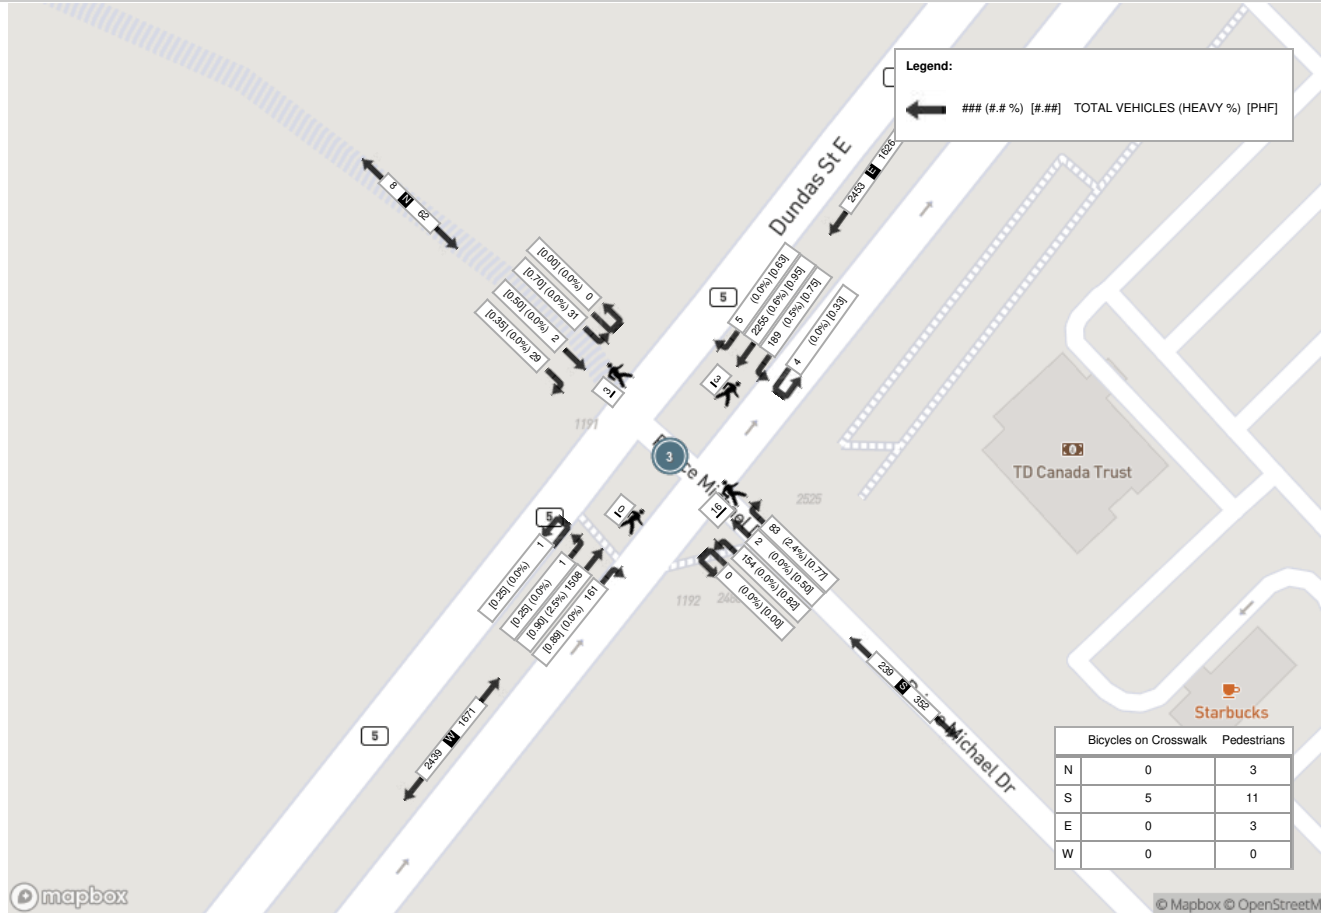 Legend:
### (#.# %) [#.##] TOTAL VEHICLES (HEAVY %) [PHF]
Dundas St E
2453 E 1626
8 N 62
[0.00] (0.0%) 0
[0.70] (0.0%) 31
[0.50] (0.0%) 2
[0.35] (0.0%) 29
5 (0.0%) [0.63]
2255 (0.6%) [0.95]
189 (0.5%) [0.75]
4 (0.0%) [0.33]
5
3
3
1191
3
TD Canada Trust
2525
0
16
5
[0.25] (0.0%) 1
[0.25] (0.0%) 1
[0.90] (2.5%) 1508
[0.89] (0.0%) 161
83 (2.4%) [0.77]
2 (0.0%) [0.50]
154 (0.0%) [0.82]
0 (0.0%) [0.00]
1192
239 S 352
2439 W 1671
5
Michael Dr
Starbucks
Bicycles on Crosswalk Pedestrians
N 0 3
S 5 11
E 0 3
W 0 0
mapbox
© Mapbox © OpenStreetM